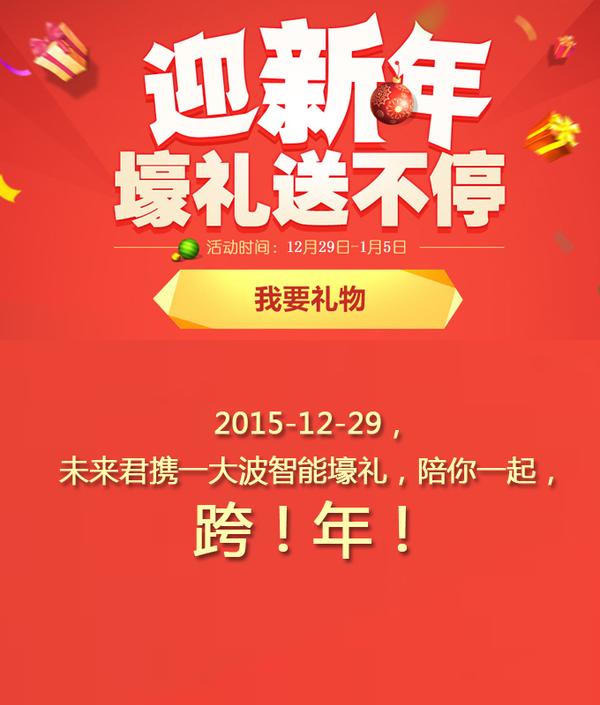 迎新年
壕礼送不停
活动时间：12月29日-1月5日
我要礼物
2015-12-29，
未来君携一大波智能壕礼，陪你一起，
跨！年！